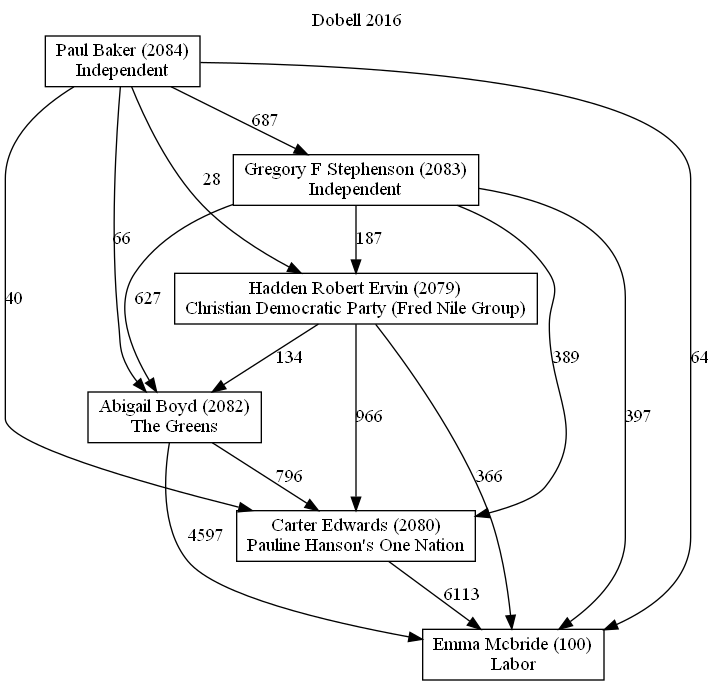 Dobell 2016
Paul Baker (2084)
Independent
687
Gregory F Stephenson (2083)
Independent
28
66
187
Hadden Robert Ervin (2079)
Christian Democratic Party (Fred Nile Group)
40
627
134
389
64
Abigail Boyd (2082)
The Greens
966
397
796
366
Carter Edwards (2080)
Pauline Hanson's One Nation
4597
6113
Emma Mcbride (100)
Labor